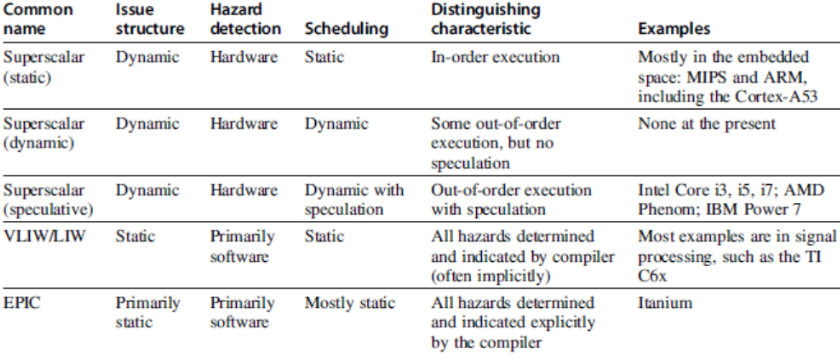 Common name | Issue structure | Hazard detection | Scheduling | Distinguishing characteristic | Examples
Superscalar (static) | Dynamic | Hardware | Static | In-order execution | Mostly in the embedded space: MIPS and ARM, including the Cortex-A53
Superscalar (dynamic) | Dynamic | Hardware | Dynamic | Some out-of-order execution, but no speculation | None at the present
Superscalar (speculative) | Dynamic | Hardware | Dynamic with speculation | Out-of-order execution with speculation | Intel Core i3, i5, i7; AMD Phenom; IBM Power 7
VLIW/LIW | Static | Primarily software | Static | All hazards determined and indicated by compiler (often implicitly) | Most examples are in signal processing, such as the TI C6x
EPIC | Primarily static | Primarily software | Mostly static | All hazards determined and indicated explicitly by the compiler | Itanium